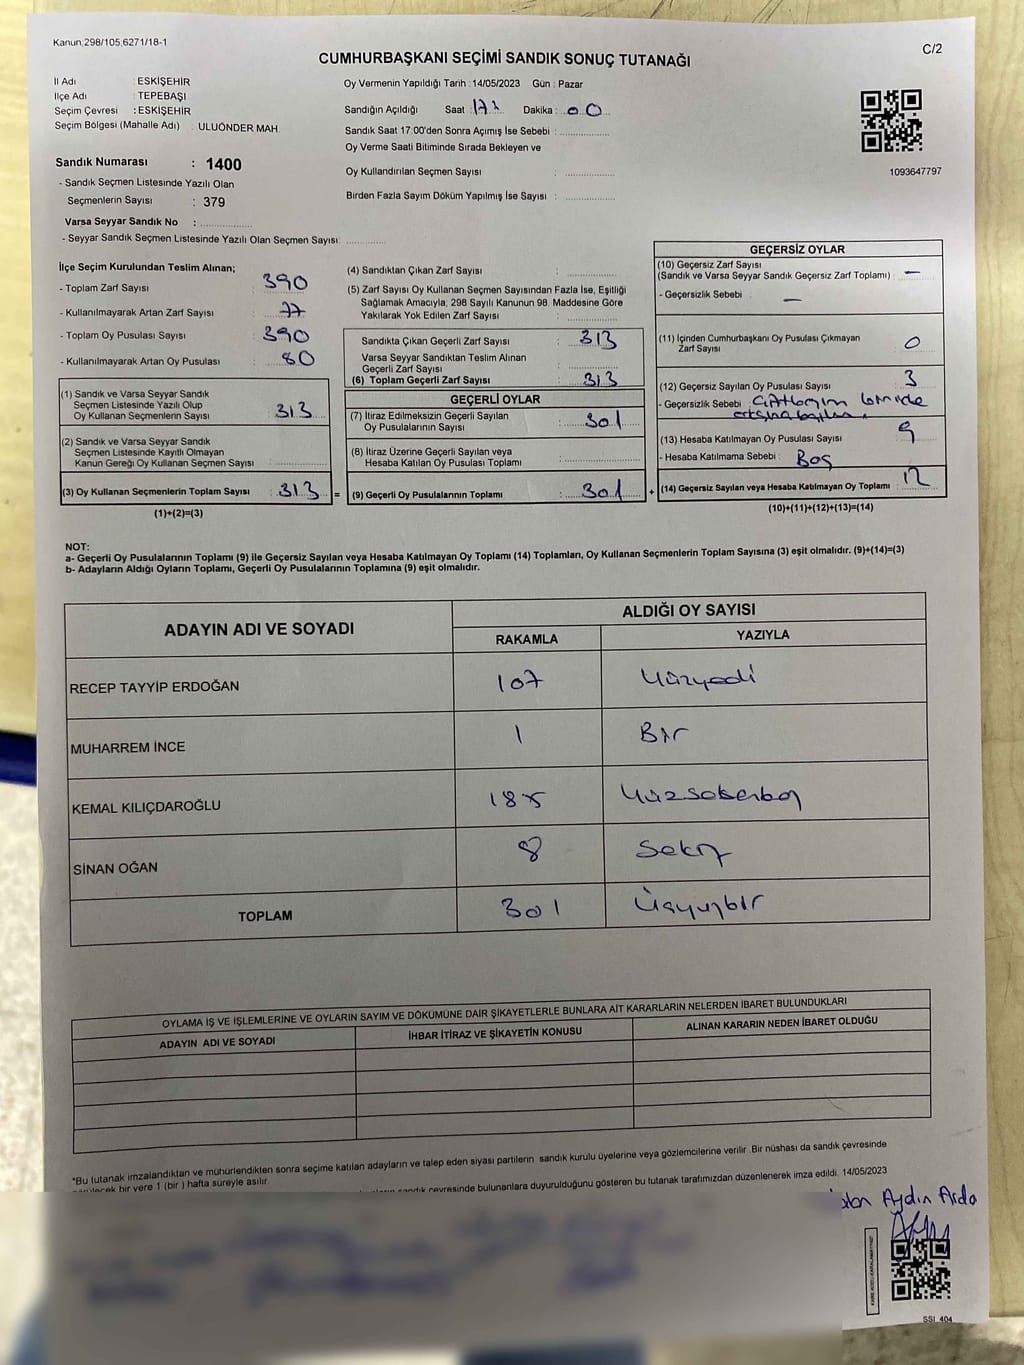 Kanun,298/105,6271/18-1
C/2
CUMHURBAŞKANI SEÇİMİ SANDIK SONUÇ TUTANAĞI
İl Adı : ESKİŞEHİR
İlçe Adı : TEPEBAŞI
Seçim Çevresi : ESKİŞEHİR
Seçim Bölgesi (Mahalle Adı) : ULUÖNDER MAH.
Sandık Numarası : 1400
- Sandık Seçmen Listesinde Yazılı Olan
Seçmenlerin Sayısı : 379
Varsa Seyyar Sandık No :
- Seyyar Sandık Seçmen Listesinde Yazılı Olan Seçmen Sayısı:
Oy Vermenin Yapıldığı Tarih : 14/05/2023 Gün : Pazar
Sandığın Açıldığı Saat : Dakika : 00
Sandık Saat 17:00'den Sonra Açımış İse Sebebi :
Oy Verme Saati Bitiminde Sırada Bekleyen ve
Oy Kullandırılan Seçmen Sayısı :
Birden Fazla Sayım Döküm Yapılmış İse Sayısı :
1093647797
İlçe Seçim Kurulundan Teslim Alınan;
- Toplam Zarf Sayısı : 390
- Kullanılmayarak Artan Zarf Sayısı : 77
- Toplam Oy Pusulası Sayısı : 390
- Kullanılmayarak Artan Oy Pusulası : 80
(1) Sandık ve Varsa Seyyar Sandık
Seçmen Listesinde Yazılı Olup
Oy Kullanan Seçmenlerin Sayısı : 313
(2) Sandık ve Varsa Seyyar Sandık
Seçmen Listesinde Kayıtlı Olmayan
Kanun Gereği Oy Kullanan Seçmen Sayısı :
(3) Oy Kullanan Seçmenlerin Toplam Sayısı : 313 =
(1)+(2)=(3)
(4) Sandıktan Çıkan Zarf Sayısı :
(5) Zarf Sayısı Oy Kullanan Seçmen Sayısından Fazla İse, Eşitliği
Sağlamak Amacıyla, 298 Sayılı Kanunun 98. Maddesine Göre
Yakılarak Yok Edilen Zarf Sayısı :
Sandıkta Çıkan Geçerli Zarf Sayısı : 313
Varsa Seyyar Sandıktan Teslim Alınan
Geçerli Zarf Sayısı :
(6) Toplam Geçerli Zarf Sayısı : 313
GEÇERLİ OYLAR
(7) İtiraz Edilmeksizin Geçerli Sayılan
Oy Pusulalarının Sayısı : 301
(8) İtiraz Üzerine Geçerli Sayılan veya
Hesaba Katılan Oy Pusulası Toplamı :
(9) Geçerli Oy Pusulalarının Toplamı : 301 +
GEÇERSİZ OYLAR
(10) Geçersiz Zarf Sayısı
(Sandık ve Varsa Seyyar Sandık Geçersiz Zarf Toplamı) : —
- Geçersizlik Sebebi : —
(11) İçinden Cumhurbaşkanı Oy Pusulası Çıkmayan
Zarf Sayısı : 0
(12) Geçersiz Sayılan Oy Pusulası Sayısı : 3
- Geçersizlik Sebebi :
(13) Hesaba Katılmayan Oy Pusulası Sayısı : 9
- Hesaba Katılmama Sebebi : Boş
(14) Geçersiz Sayılan veya Hesaba Katılmayan Oy Toplamı : 12
(10)+(11)+(12)+(13)=(14)
NOT:
a- Geçerli Oy Pusulalarının Toplamı (9) ile Geçersiz Sayılan veya Hesaba Katılmayan Oy Toplamı (14) Toplamları, Oy Kullanan Seçmenlerin Toplam Sayısına (3) eşit olmalıdır. (9)+(14)=(3)
b- Adayların Aldığı Oyların Toplamı, Geçerli Oy Pusulalarının Toplamına (9) eşit olmalıdır.
ADAYIN ADI VE SOYADI
ALDIĞI OY SAYISI
RAKAMLA YAZIYLA
RECEP TAYYİP ERDOĞAN 107 Yüzyedi
MUHARREM İNCE 1 Bir
KEMAL KILIÇDAROĞLU 185 Yüzseksenbeş
SİNAN OĞAN 8 Sekiz
TOPLAM 301 Üçyüzbir
OYLAMA İŞ VE İŞLEMLERİNE VE OYLARIN SAYIM VE DÖKÜMÜNE DAİR ŞİKAYETLERLE BUNLARA AİT KARARLARIN NELERDEN İBARET BULUNDUKLARI
ADAYIN ADI VE SOYADI İHBAR İTİRAZ VE ŞİKAYETİN KONUSU ALINAN KARARIN NEDEN İBARET OLDUĞU
*Bu tutanak imzalandıktan ve mühürlendikten sonra seçime katılan adayların ve talep eden siyasi partilerin sandık kurulu üyelerine veya gözlemcilerine verilir. Bir nüshası da sandık çevresinde
bir yere 1 (bir ) hafta süreyle asılır.
sandık çevresinde bulunanlara duyurulduğunu gösteren bu tutanak tarafımızdan düzenlenerek imza edildi. 14/05/2023
Aydın Arda
SSI_404